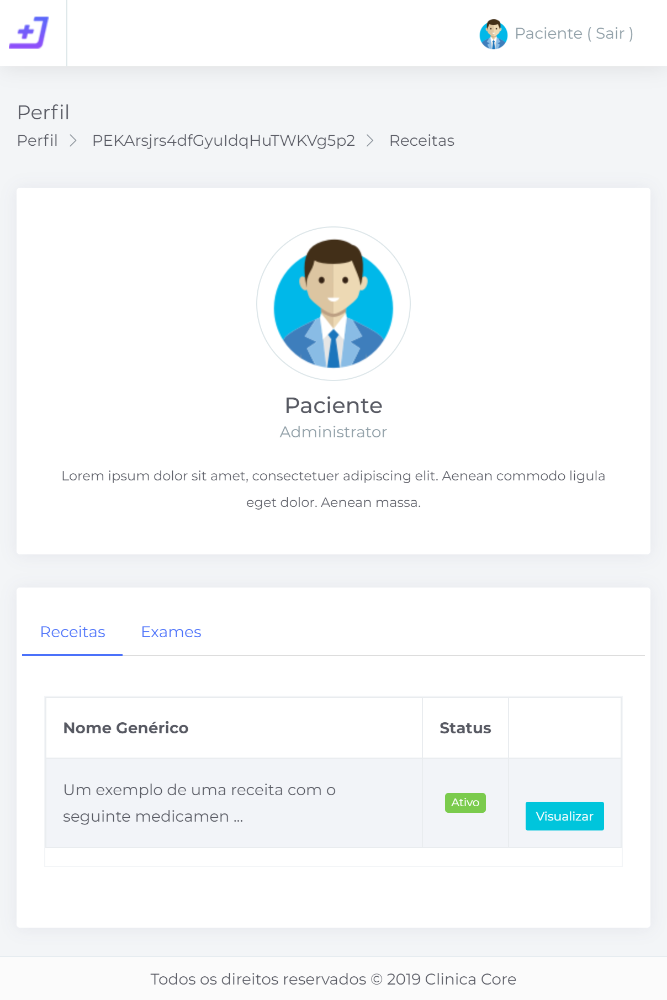 Paciente ( Sair )
Perfil
Perfil > PEKArsjrs4dfGyuIdqHuTWKVg5p2 > Receitas
Paciente
Administrator
Lorem ipsum dolor sit amet, consectetuer adipiscing elit. Aenean commodo ligula
eget dolor. Aenean massa.
Receitas Exames
Nome Genérico Status
Um exemplo de uma receita com o
seguinte medicamen ...
Ativo
Visualizar
Todos os direitos reservados © 2019 Clinica Core